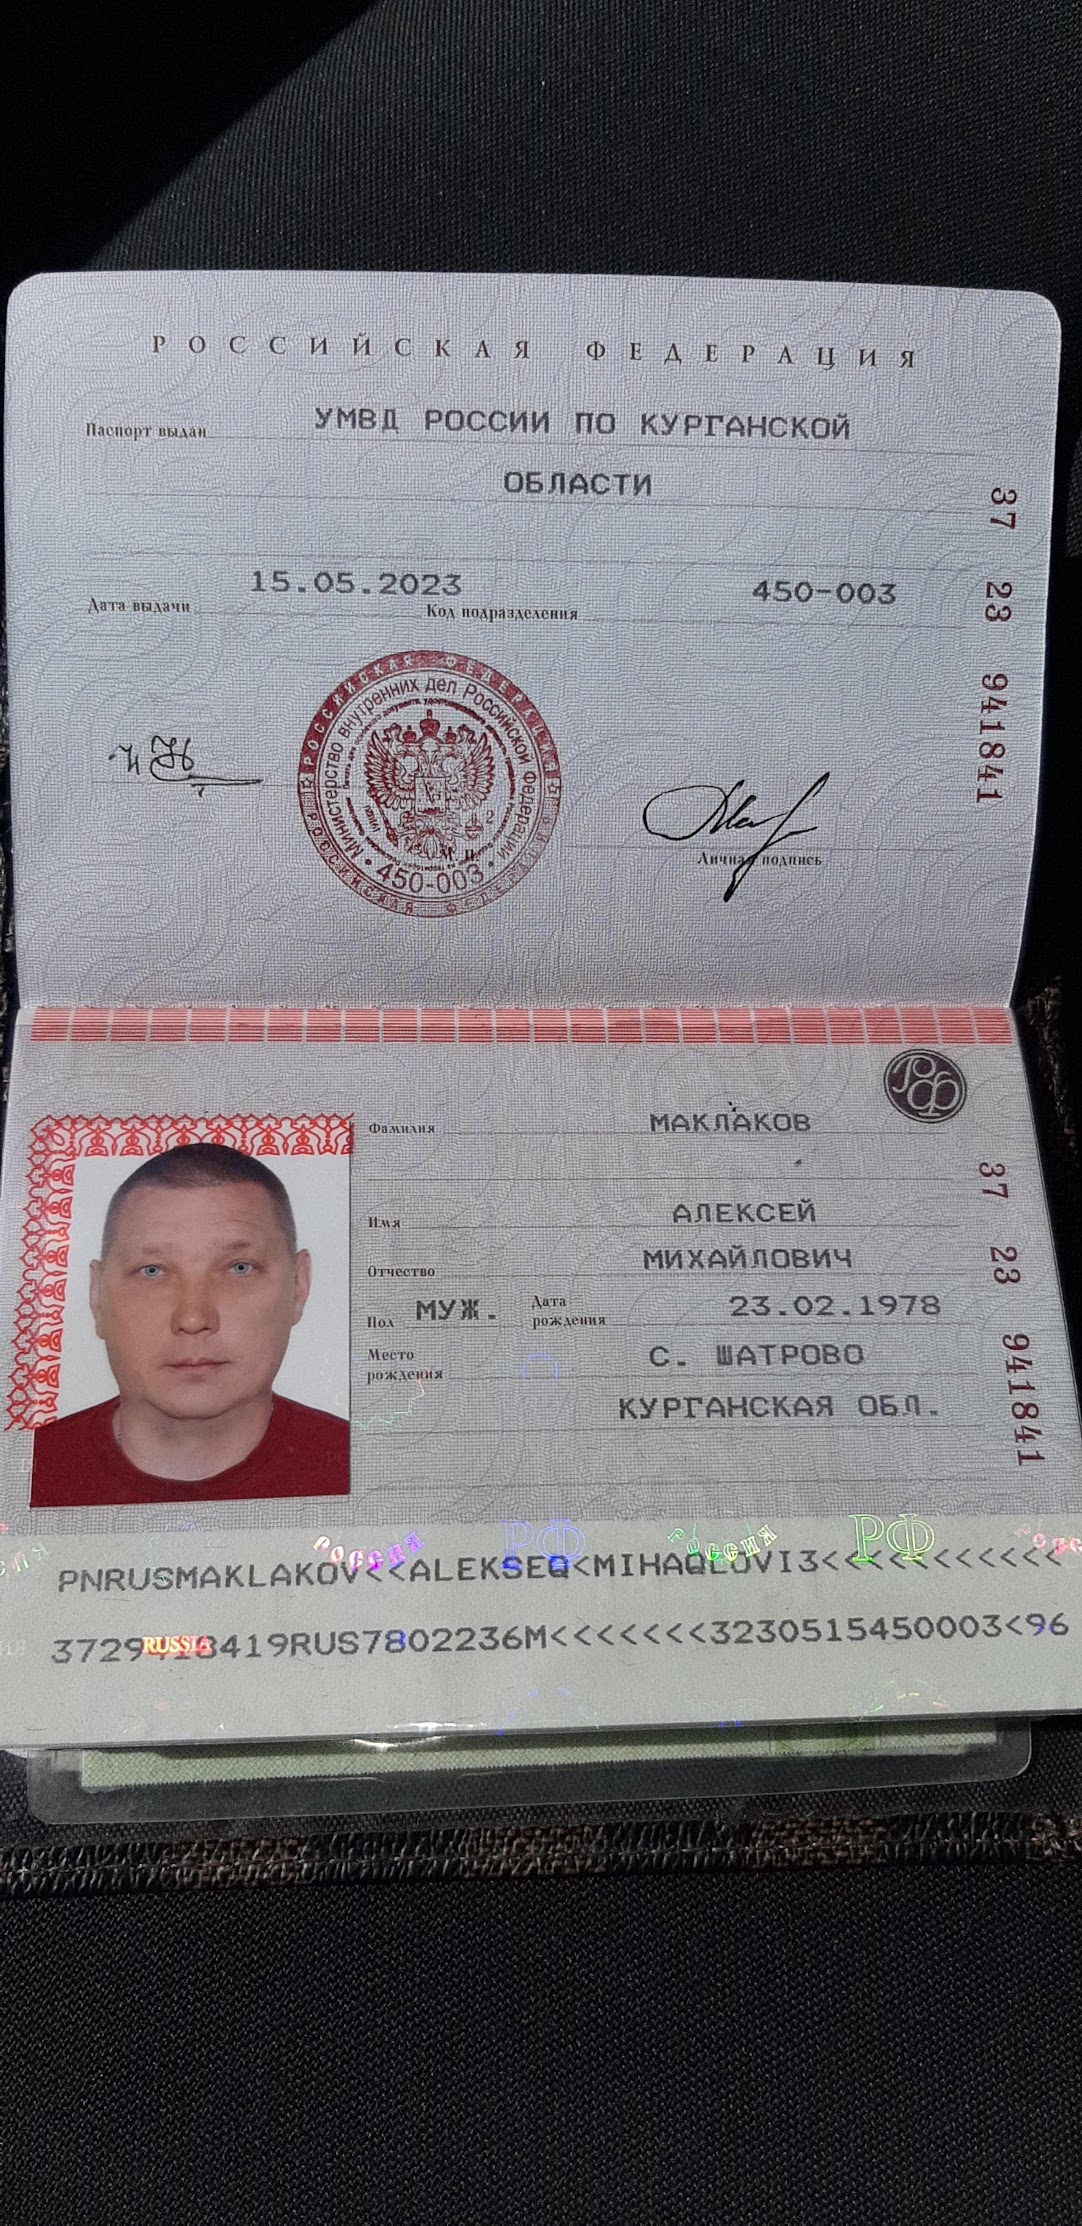 РОССИЙСКАЯ ФЕДЕРАЦИЯ
Паспорт выдан УМВД РОССИИ ПО КУРГАНСКОЙ
ОБЛАСТИ
Дата выдачи 15.05.2023 Код подразделения 450-003
37 23 941841
РОССИЙСКАЯ ФЕДЕРАЦИЯ
Министерство внутренних дел Российской Федерации
450-003
М.П.
Личная подпись
РФ
Фамилия МАКЛАКОВ
Имя АЛЕКСЕЙ
Отчество МИХАЙЛОВИЧ
Пол МУЖ. Дата рождения 23.02.1978
Место рождения С. ШАТРОВО
КУРГАНСКАЯ ОБЛ.
37 23 941841
Россия РФ Россия РФ
PNRUSMAKLAKOV<<ALEKSEQ<MIHAQLOVI3<<<<<<<<<<<
RUSSIA
3729418419RUS7802236M<<<<<<<3230515450003<96